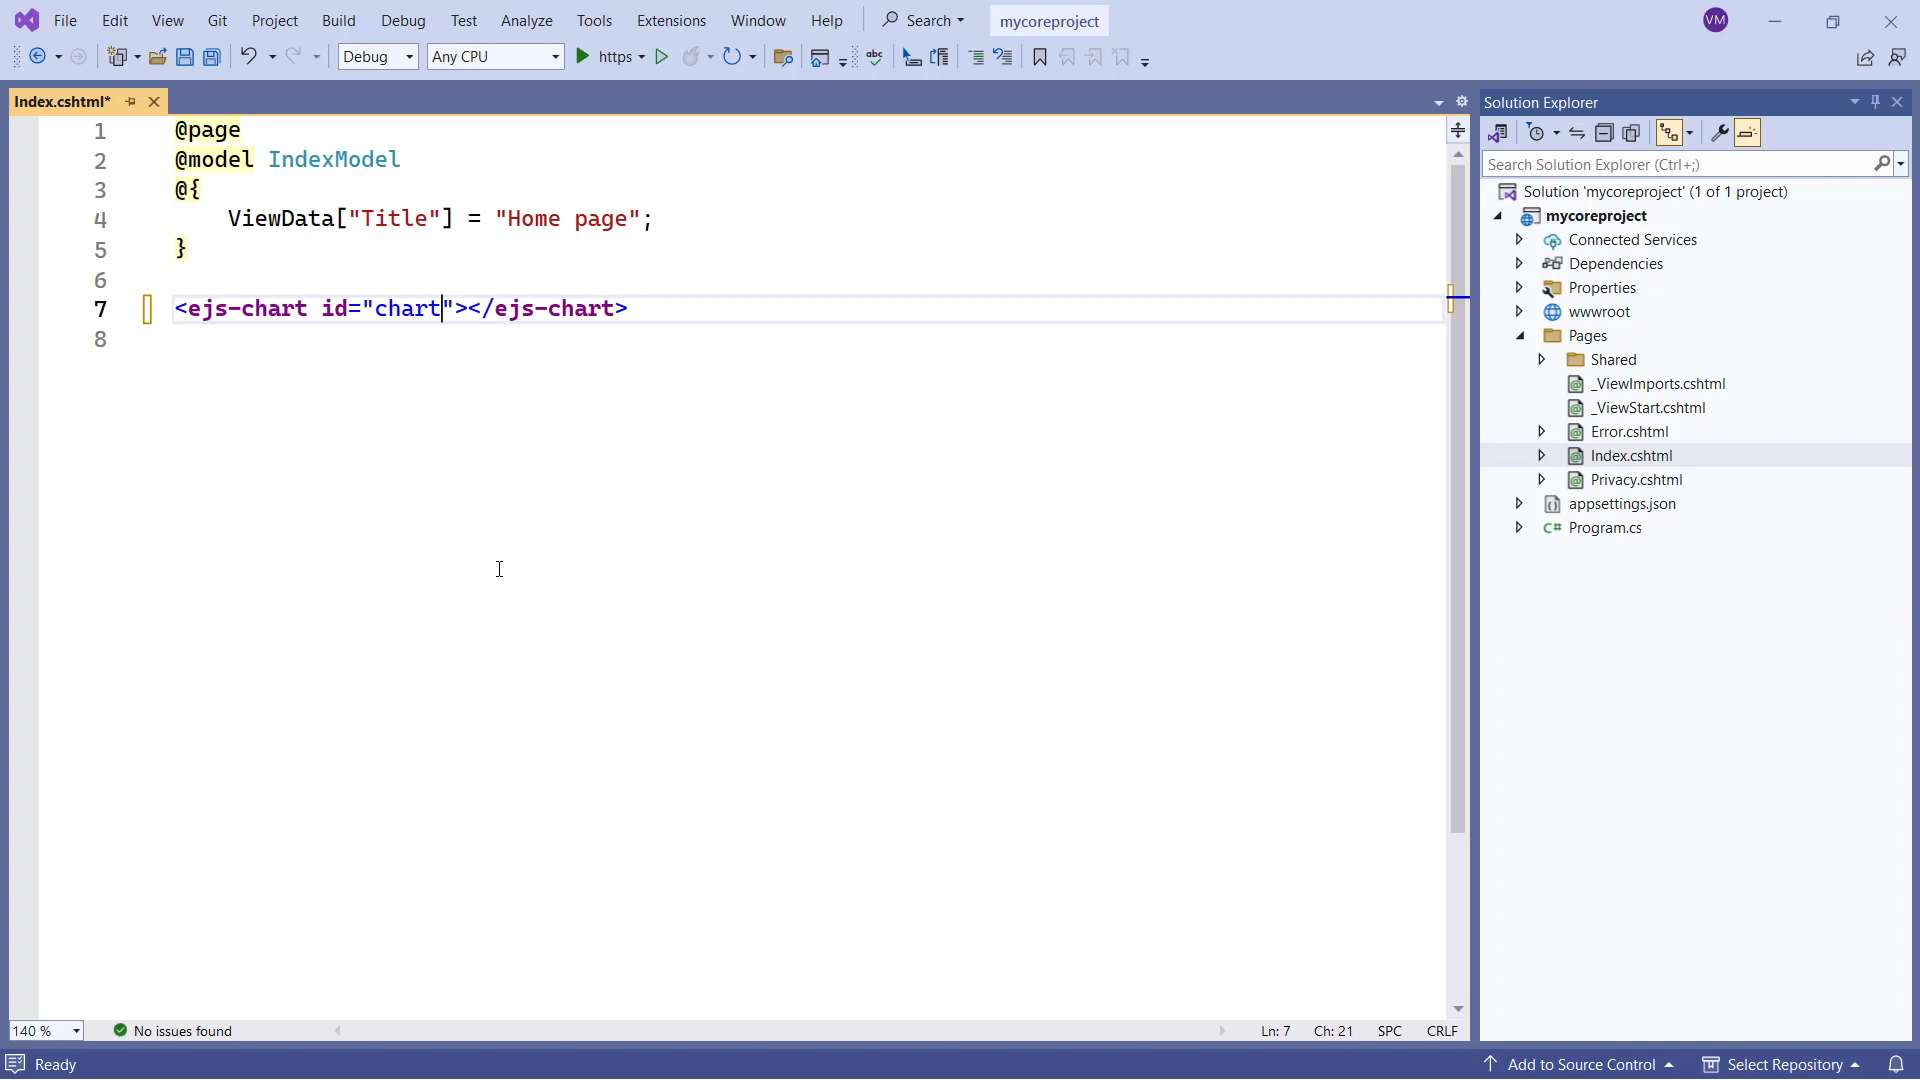 File Edit View Git Project Build Debug Test Analyze Tools Extensions Window Help Search mycoreproject VM
Debug Any CPU https abc
Index.cshtml*
1 @page
2 @model IndexModel
3 @{
4 ViewData["Title"] = "Home page";
5 }
6
7 <ejs-chart id="chart"></ejs-chart>
8
140 % No issues found Ln: 7 Ch: 21 SPC CRLF
Solution Explorer
Search Solution Explorer (Ctrl+;)
Solution 'mycoreproject' (1 of 1 project)
mycoreproject
Connected Services
Dependencies
Properties
wwwroot
Pages
Shared
_ViewImports.cshtml
_ViewStart.cshtml
Error.cshtml
Index.cshtml
Privacy.cshtml
appsettings.json
C# Program.cs
Ready Add to Source Control Select Repository